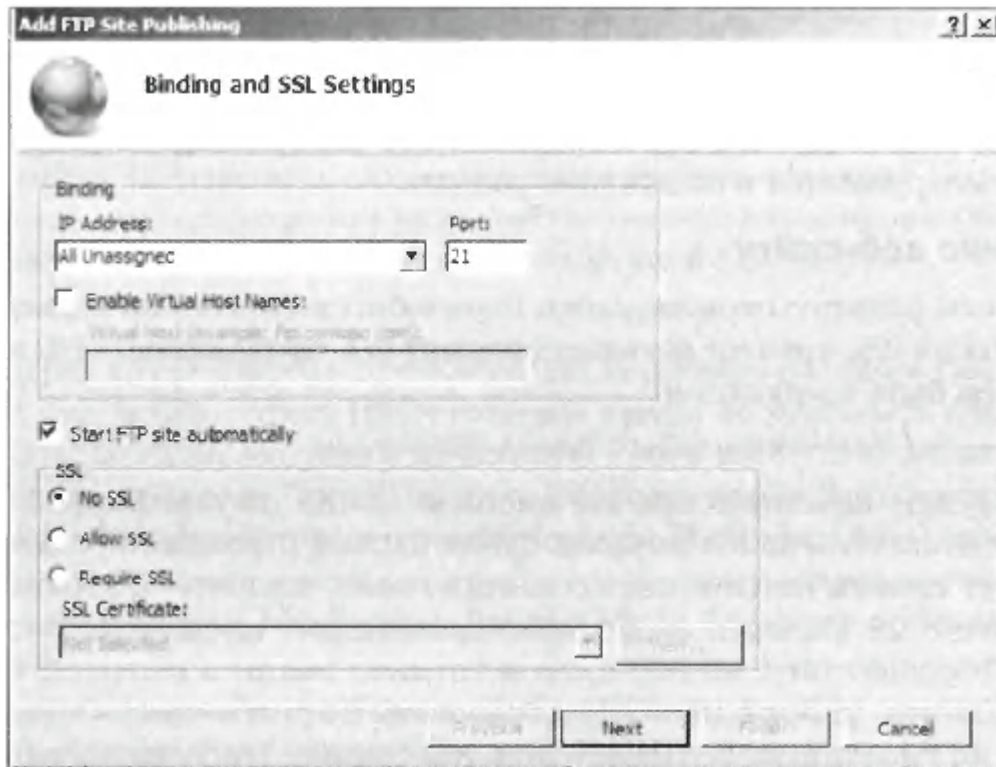 Add FTP Site Publishing
Binding and SSL Settings
Binding
IP Address:
Port:
All Unassigned
21
Enable Virtual Host Names:
Start FTP site automatically
SSL
No SSL
Allow SSL
Require SSL
SSL Certificate:
Not Selected
Previous
Next
Cancel